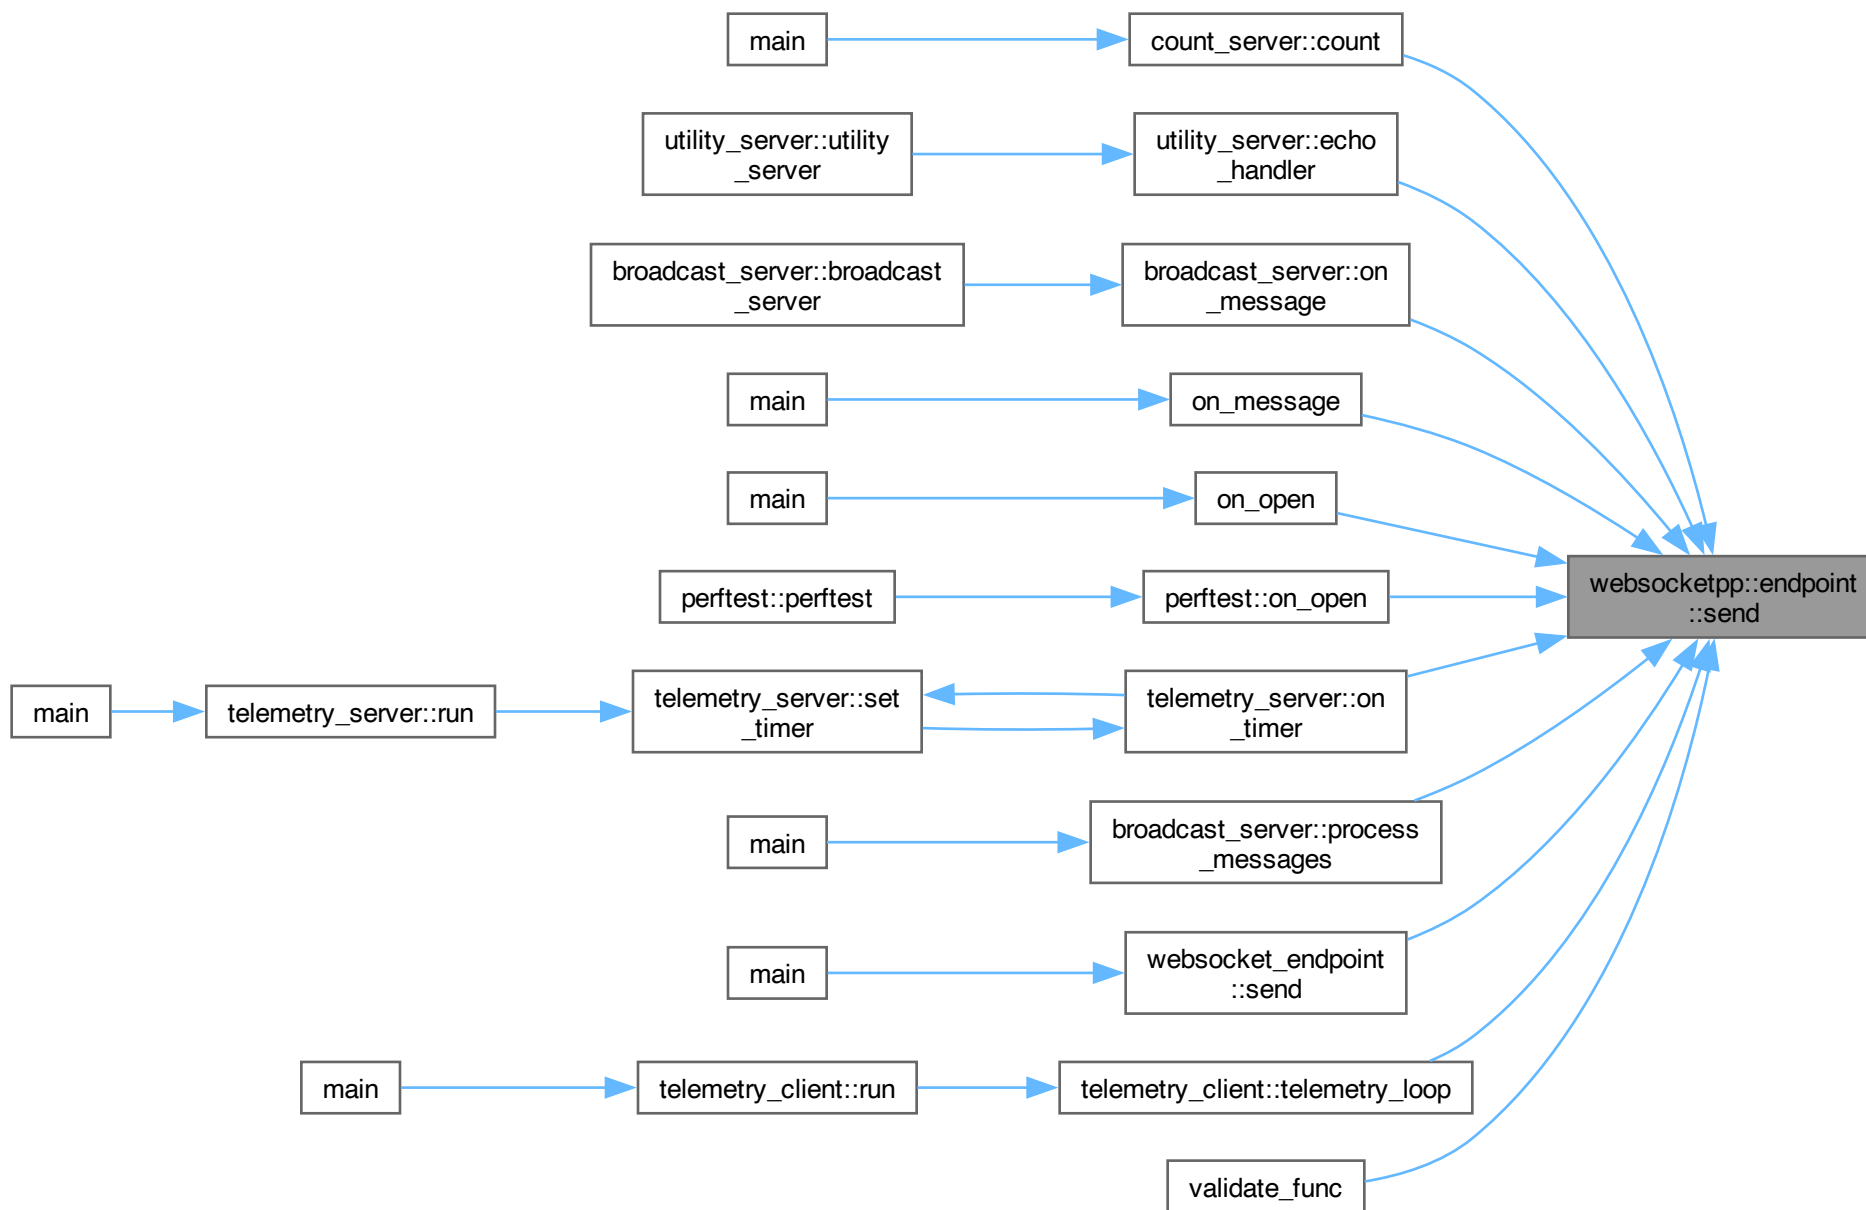 main
count_server::count
utility_server::utility
_server
utility_server::echo
_handler
broadcast_server::broadcast
_server
broadcast_server::on
_message
main
on_message
main
on_open
websocketpp::endpoint
::send
perftest::perftest
perftest::on_open
main
telemetry_server::run
telemetry_server::set
_timer
telemetry_server::on
_timer
main
broadcast_server::process
_messages
main
websocket_endpoint
::send
main
telemetry_client::run
telemetry_client::telemetry_loop
validate_func